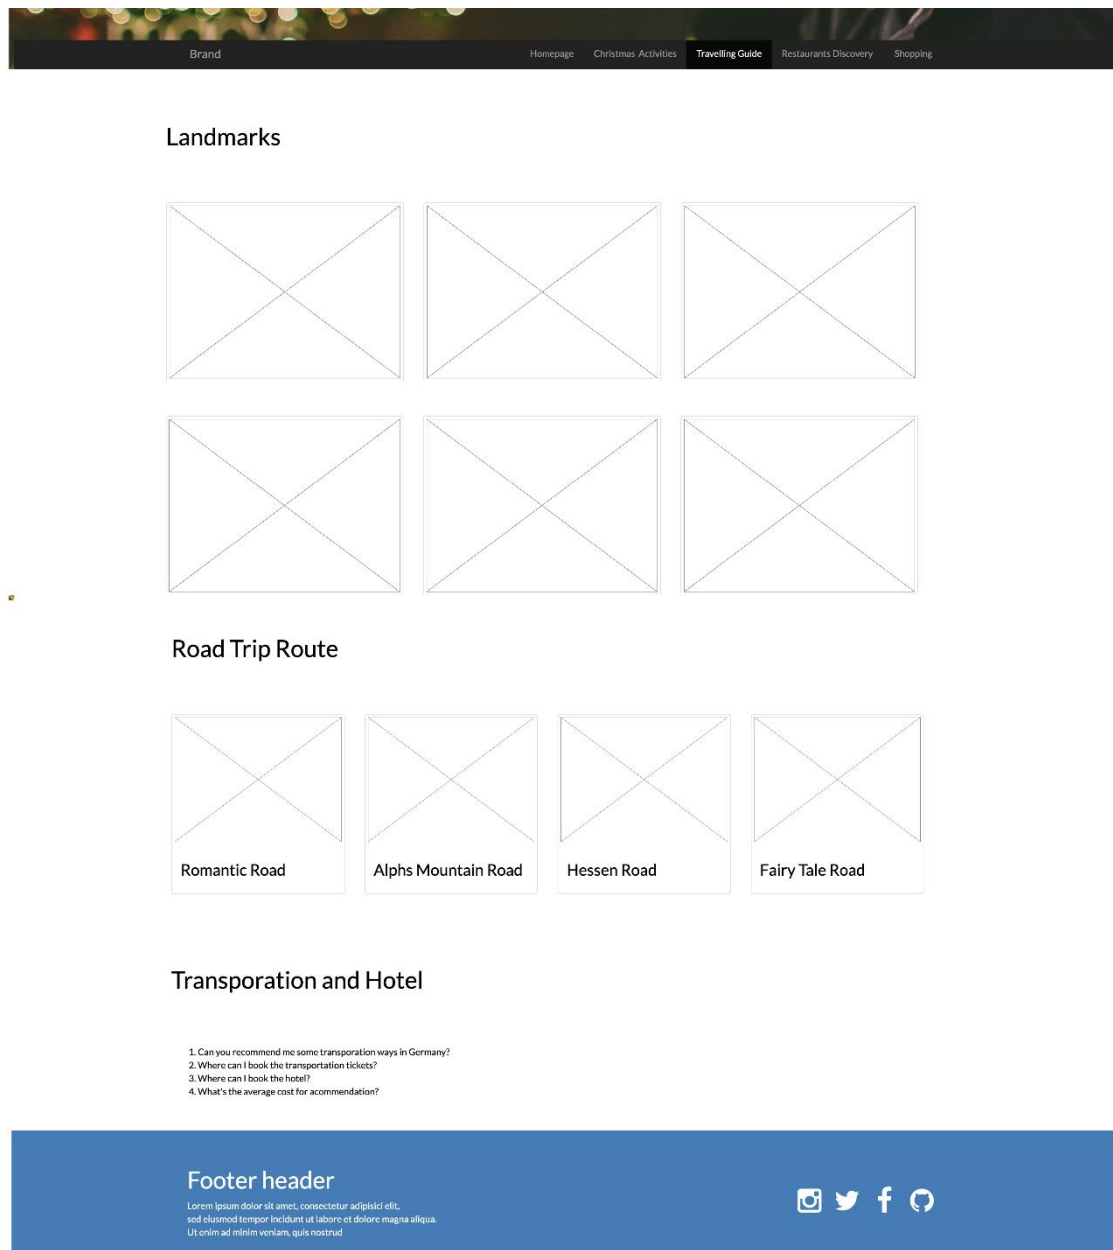 Brand
Homepage
Christmas Activities
Travelling Guide
Restaurants Discovery
Shopping
Landmarks
Road Trip Route
Romantic Road
Alphs Mountain Road
Hessen Road
Fairy Tale Road
Transporation and Hotel
1. Can you recommend me some transporation ways in Germany?
2. Where can I book the transportation tickets?
3. Where can I book the hotel?
4. What's the average cost for acommendation?
Footer header
Lorem ipsum dolor sit amet, consectetur adipisici elit,
sed eiusmod tempor incidunt ut labore et dolore magna aliqua.
Ut enim ad minim veniam, quis nostrud